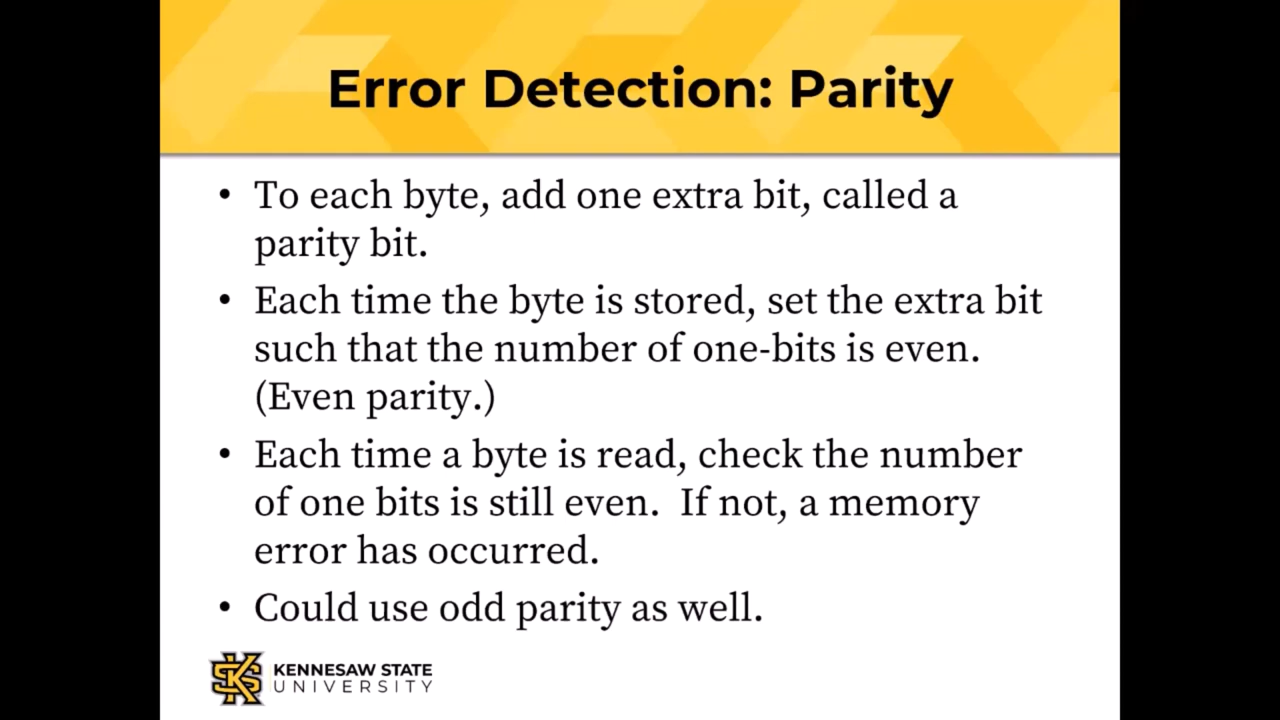 Error Detection: Parity
• To each byte, add one extra bit, called a
parity bit.
• Each time the byte is stored, set the extra bit
such that the number of one-bits is even.
(Even parity.)
• Each time a byte is read, check the number
of one bits is still even.  If not, a memory
error has occurred.
• Could use odd parity as well.
KENNESAW STATE
UNIVERSITY